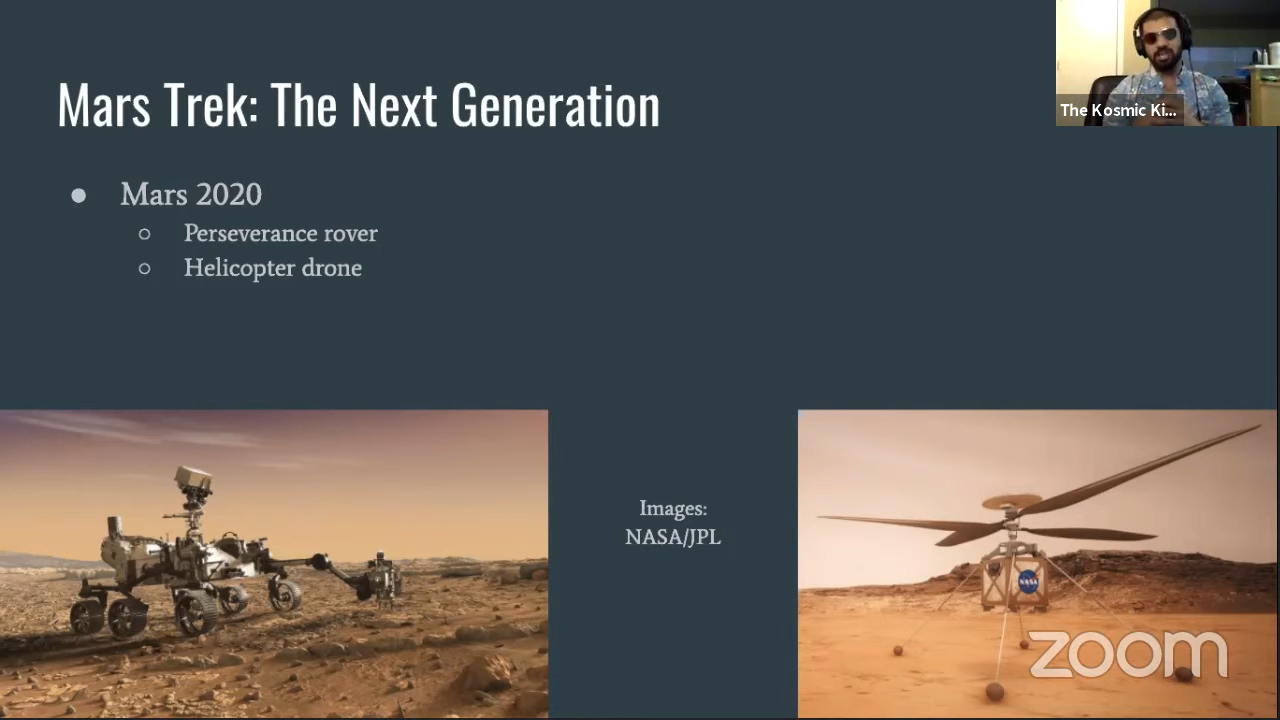 Mars Trek: The Next Generation
The Kosmic Ki...
● Mars 2020
○ Perseverance rover
○ Helicopter drone
Images:
NASA/JPL
NASA
zoom